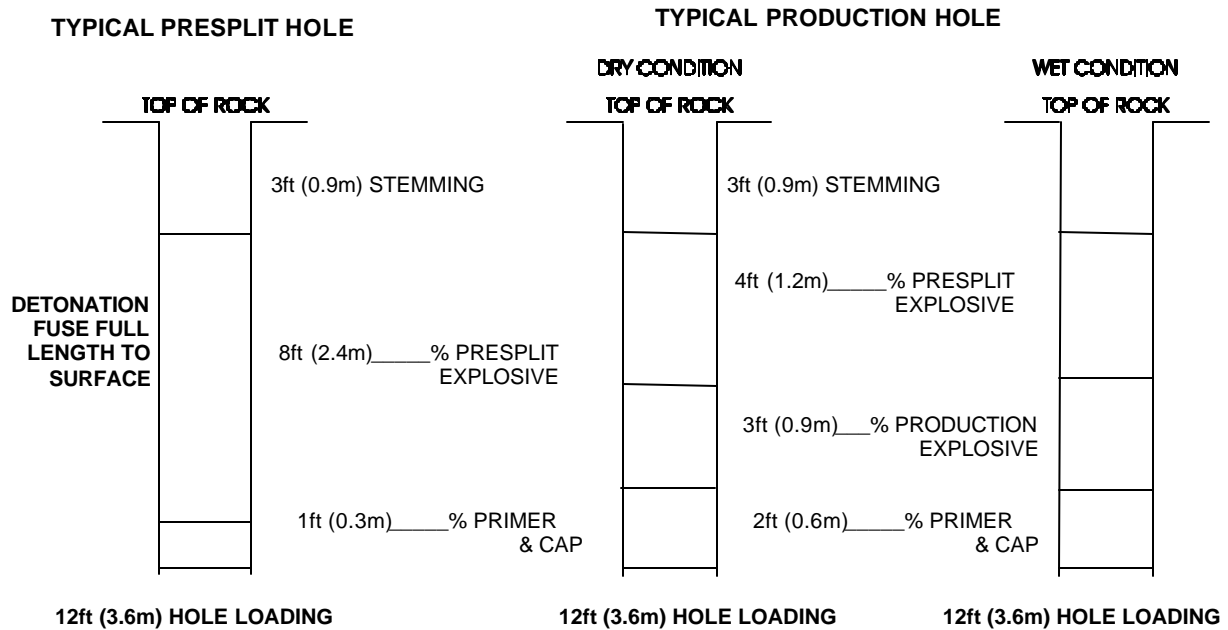 TYPICAL PRESPLIT HOLE
TYPICAL PRODUCTION HOLE
DRY CONDITION
WET CONDITION
TOP OF ROCK
TOP OF ROCK
TOP OF ROCK
3ft (0.9m) STEMMING
3ft (0.9m) STEMMING
DETONATION
FUSE FULL
LENGTH TO
SURFACE
8ft (2.4m)_____% PRESPLIT
EXPLOSIVE
4ft (1.2m)_____% PRESPLIT
EXPLOSIVE
3ft (0.9m)___% PRODUCTION
EXPLOSIVE
1ft (0.3m)_____% PRIMER
& CAP
2ft (0.6m)_____% PRIMER
& CAP
12ft (3.6m) HOLE LOADING
12ft (3.6m) HOLE LOADING
12ft (3.6m) HOLE LOADING